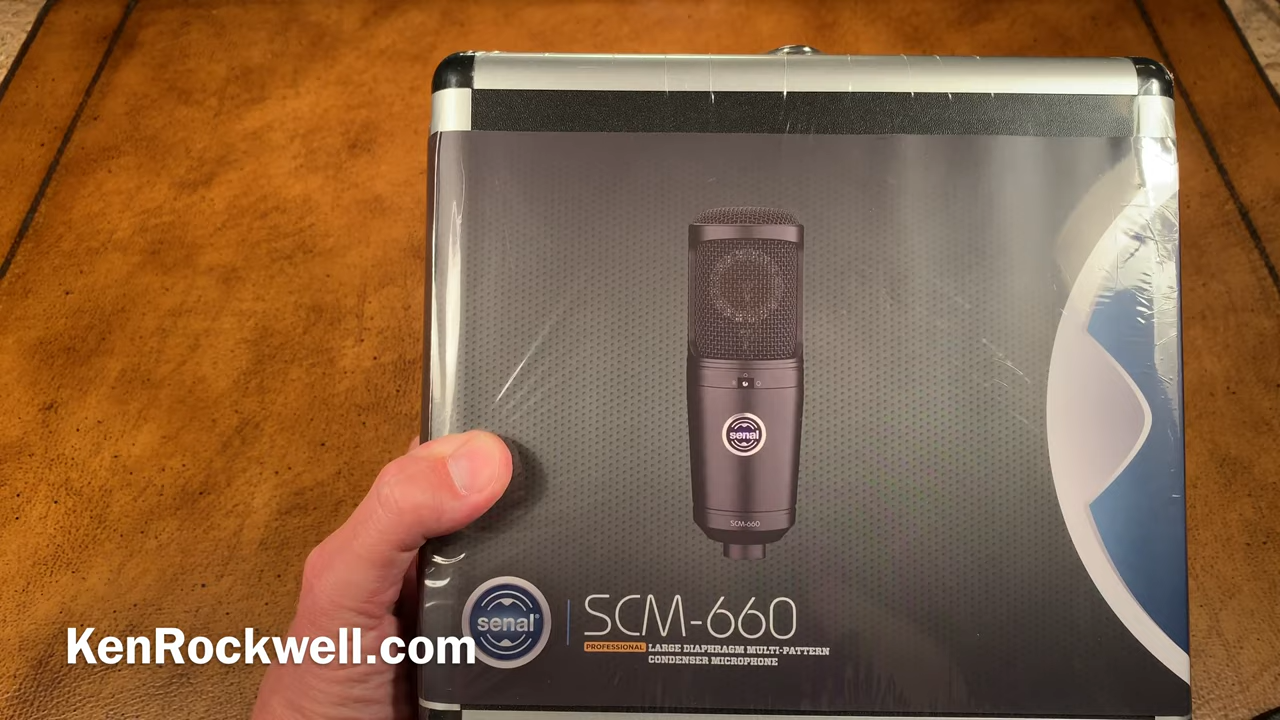 senal
SCM-660
senal®
SCM-660
PROFESSIONAL LARGE DIAPHRAGM MULTI-PATTERN
CONDENSER MICROPHONE
KenRockwell.com